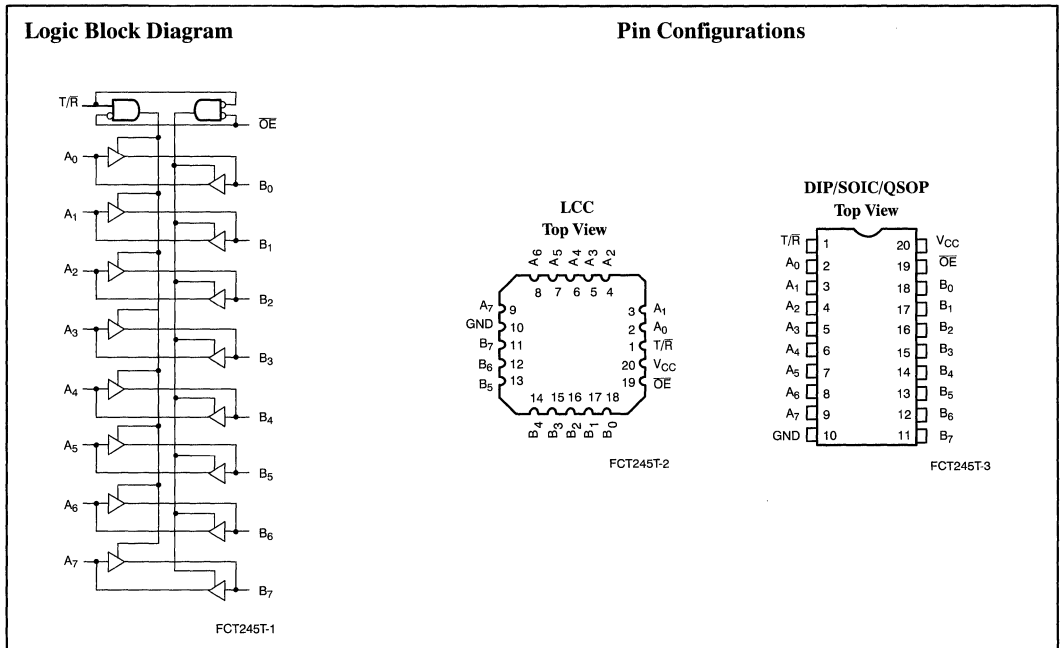 Logic Block Diagram
Pin Configurations
T/R̅
O̅E̅
A0
B0
A1
B1
A2
B2
A3
B3
A4
B4
A5
B5
A6
B6
A7
B7
FCT245T-1
LCC
Top View
A6 A5 A4 A3 A2
8 7 6 5 4
A7 9
GND 10
B7 11
B6 12
B5 13
3 A1
2 A0
1 T/R̅
20 VCC
19 O̅E̅
14 15 16 17 18
B4 B3 B2 B1 B0
FCT245T-2
DIP/SOIC/QSOP
Top View
T/R̅ 1 20 VCC
A0 2 19 O̅E̅
A1 3 18 B0
A2 4 17 B1
A3 5 16 B2
A4 6 15 B3
A5 7 14 B4
A6 8 13 B5
A7 9 12 B6
GND 10 11 B7
FCT245T-3